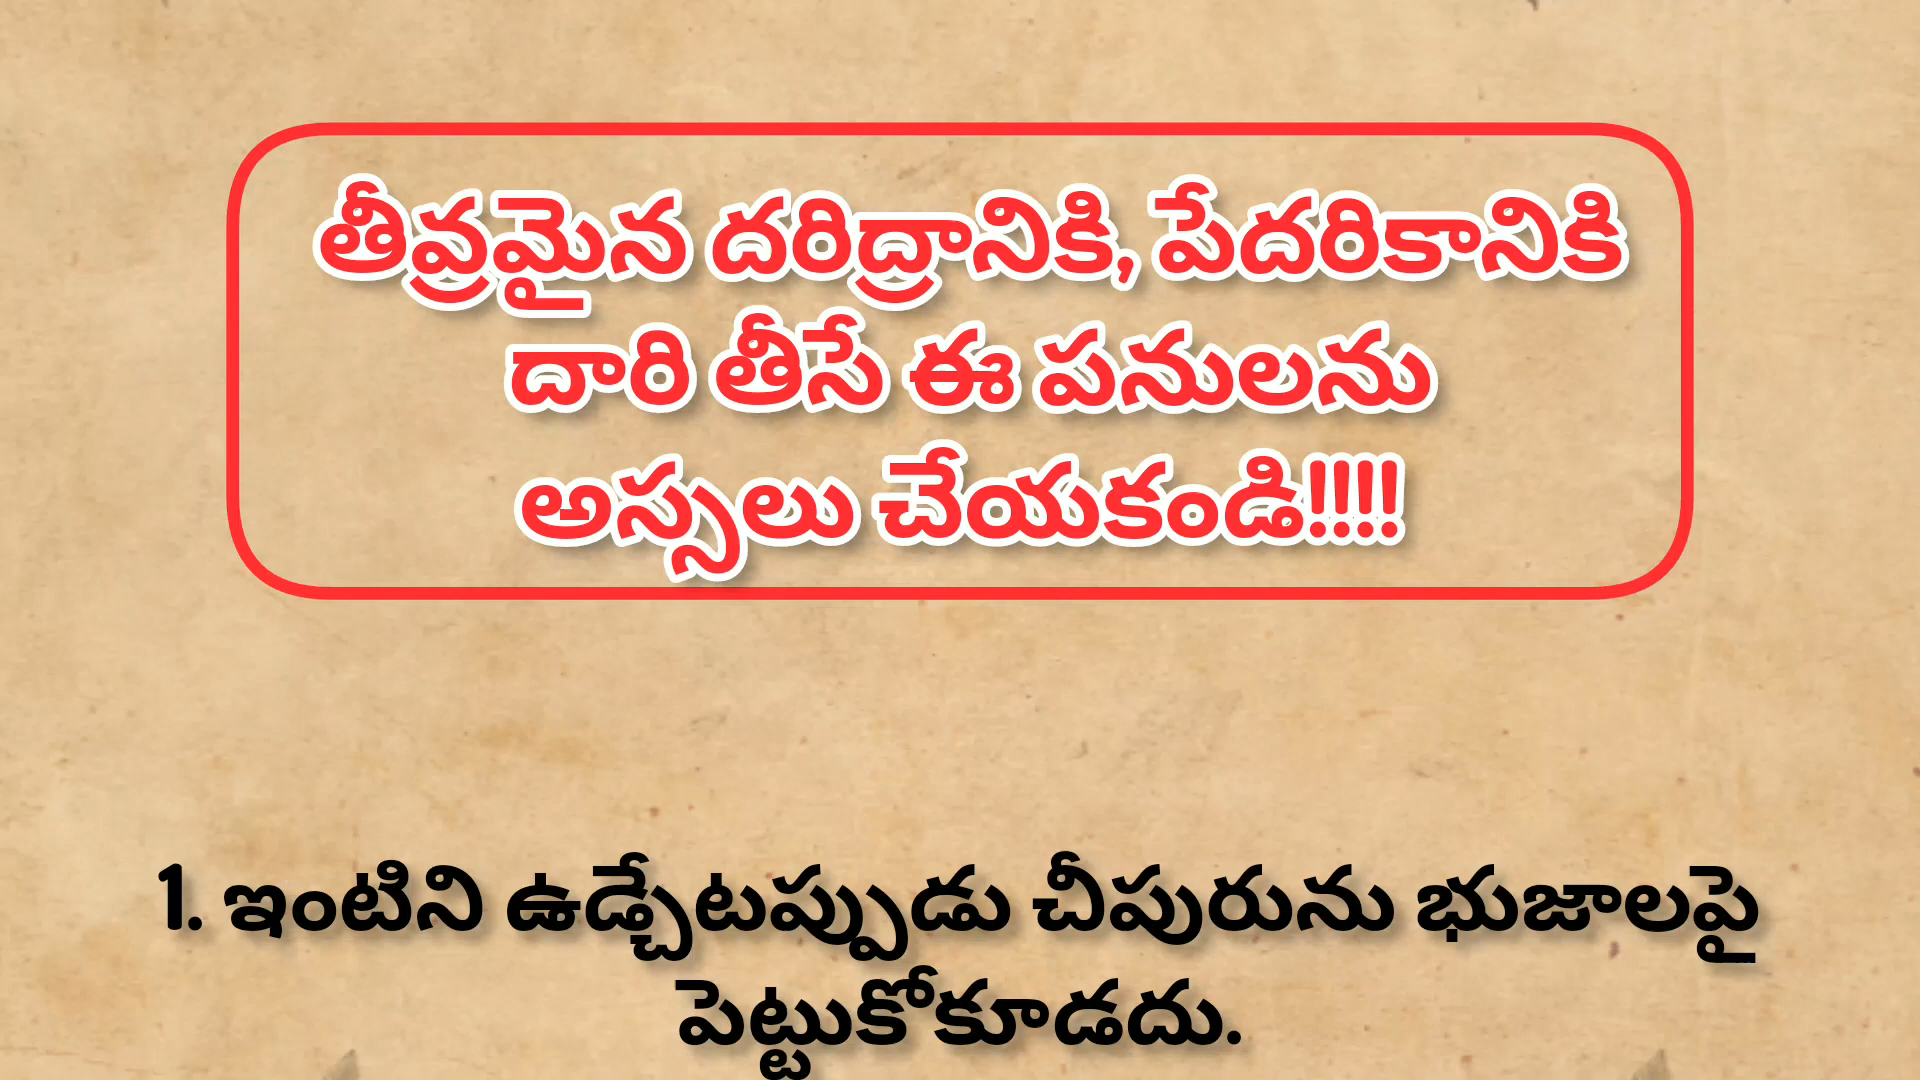 తీవ్రమైన దరిద్రానికి, పేదరికానికి
దారి తీసే ఈ పనులను
అస్సలు చేయకండి!!!!
1. ఇంటిని ఉడ్చేటప్పుడు చీపురును భుజాలపై
పెట్టుకోకూడదు.